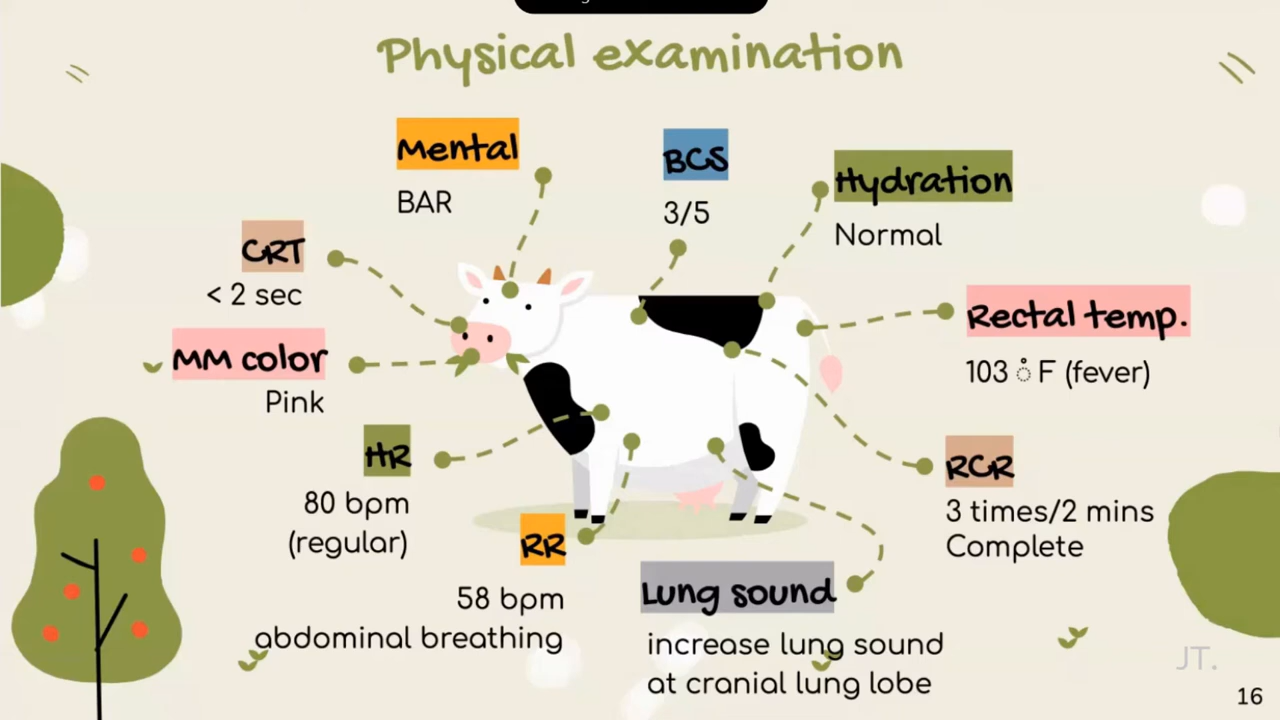 Physical examination
Mental
BAR
BCS
3/5
Hydration
Normal
CRT
< 2 sec
MM color
Pink
Rectal temp.
103 ่F (fever)
HR
80 bpm
(regular)
RCR
3 times/2 mins
Complete
RR
58 bpm
abdominal breathing
Lung sound
increase lung sound
at cranial lung lobe
JT.
16